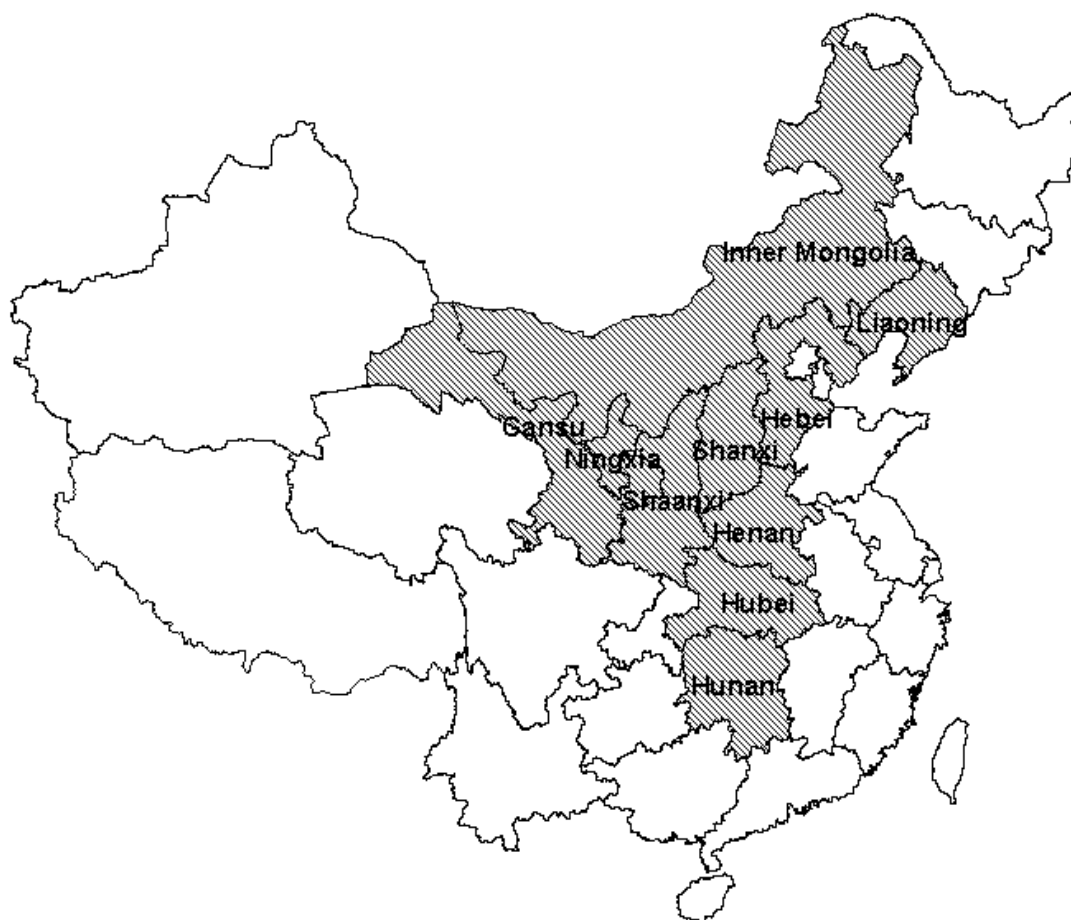 Inner Mongolia
Liaoning
Hebei
Gansu
Shanxi
Ningxia
Shaanxi
Henan
Hubei
Hunan